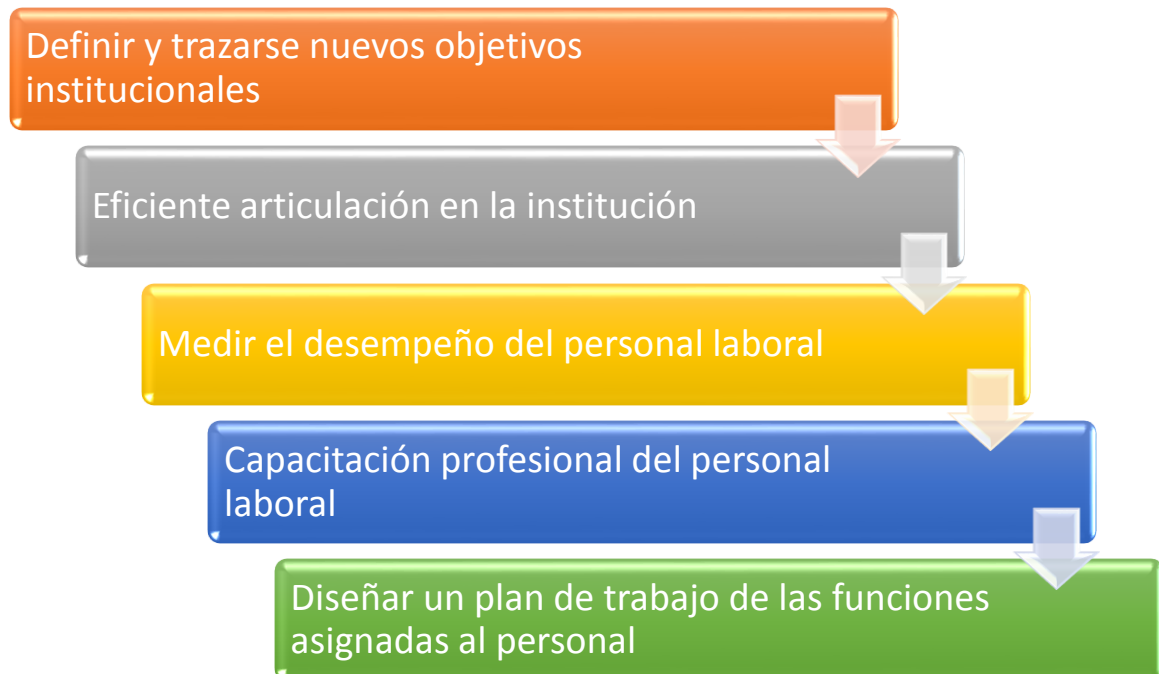 Definir y trazarse nuevos objetivos
institucionales
Eficiente articulación en la institución
Medir el desempeño del personal laboral
Capacitación profesional del personal
laboral
Diseñar un plan de trabajo de las funciones
asignadas al personal